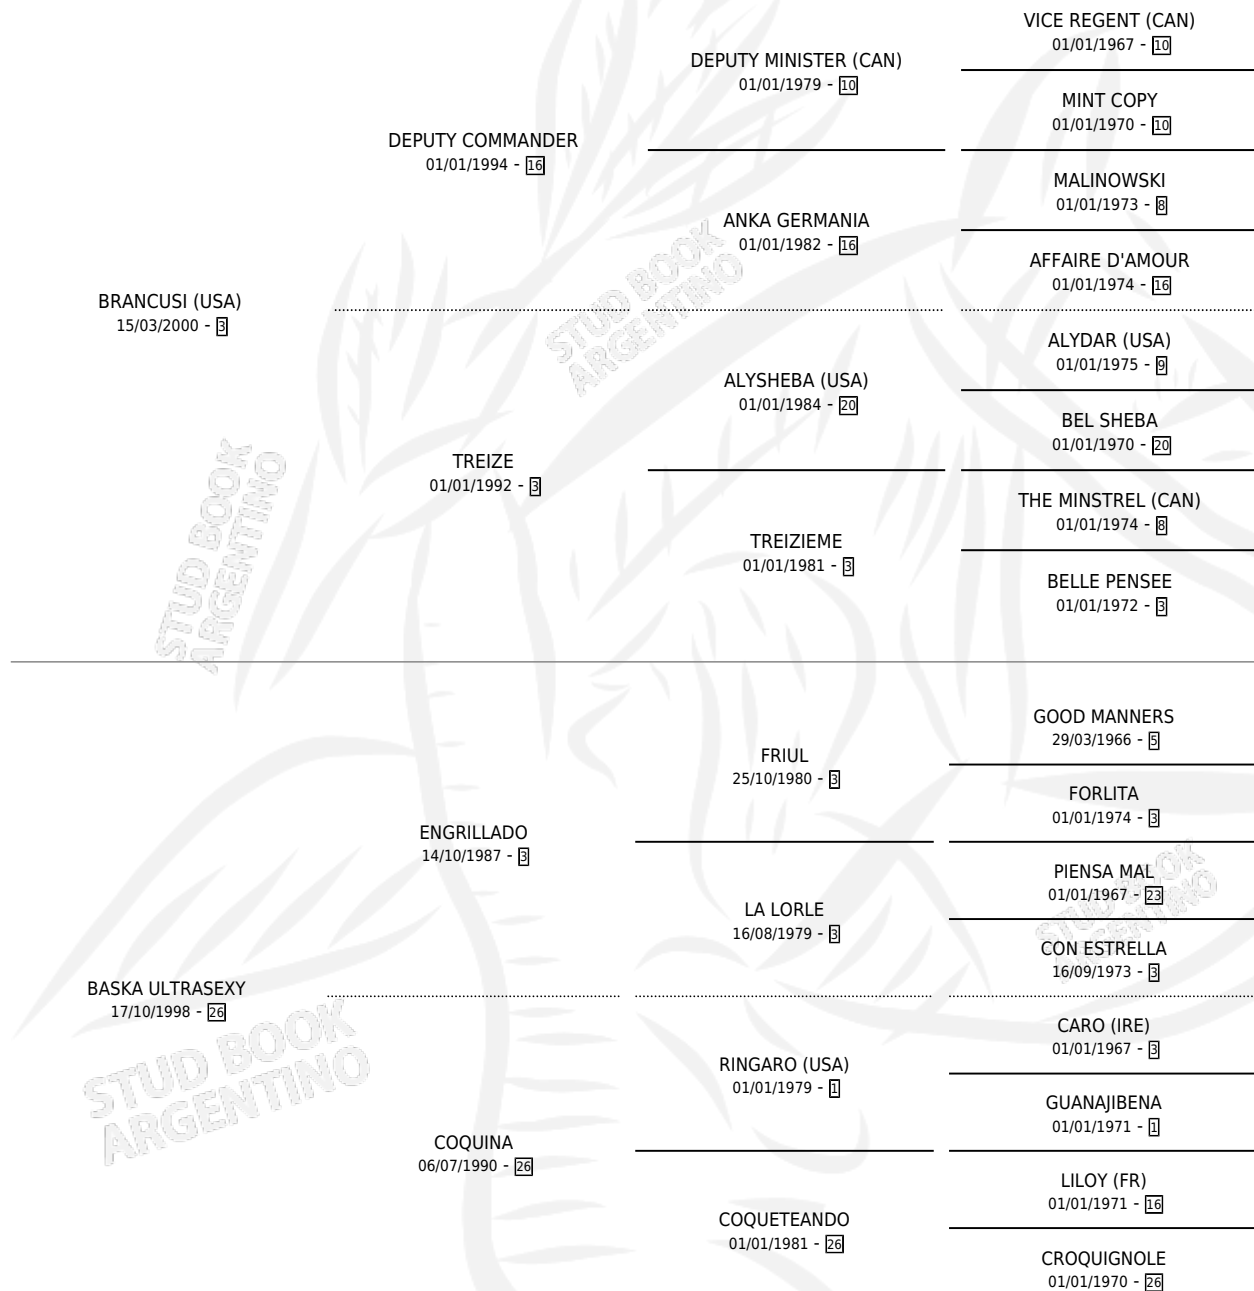 VICE REGENT (CAN)
01/01/1967 - 10
DEPUTY MINISTER (CAN)
01/01/1979 - 10
MINT COPY
01/01/1970 - 10
DEPUTY COMMANDER
01/01/1994 - 16
MALINOWSKI
01/01/1973 - 8
ANKA GERMANIA
01/01/1982 - 16
AFFAIRE D'AMOUR
01/01/1974 - 16
BRANCUSI (USA)
15/03/2000 - 3
STUD BOOK
ARGENTINO
ALYDAR (USA)
01/01/1975 - 9
ALYSHEBA (USA)
01/01/1984 - 20
BEL SHEBA
01/01/1970 - 20
TREIZE
01/01/1992 - 3
THE MINSTREL (CAN)
01/01/1974 - 8
TREIZIEME
01/01/1981 - 3
BELLE PENSEE
01/01/1972 - 3
STUD BOOK
ARGENTINO
GOOD MANNERS
29/03/1966 - 5
FRIUL
25/10/1980 - 3
FORLITA
01/01/1974 - 3
ENGRILLADO
14/10/1987 - 3
PIENSA MAL
01/01/1967 - 23
LA LORLE
16/08/1979 - 3
STUD BOOK
ARGENTINO
CON ESTRELLA
16/09/1973 - 3
BASKA ULTRASEXY
17/10/1998 - 26
CARO (IRE)
01/01/1967 - 3
RINGARO (USA)
01/01/1979 - 1
GUANAJIBENA
01/01/1971 - 1
STUD BOOK
ARGENTINO
COQUINA
06/07/1990 - 26
LILOY (FR)
01/01/1971 - 16
COQUETEANDO
01/01/1981 - 26
CROQUIGNOLE
01/01/1970 - 26